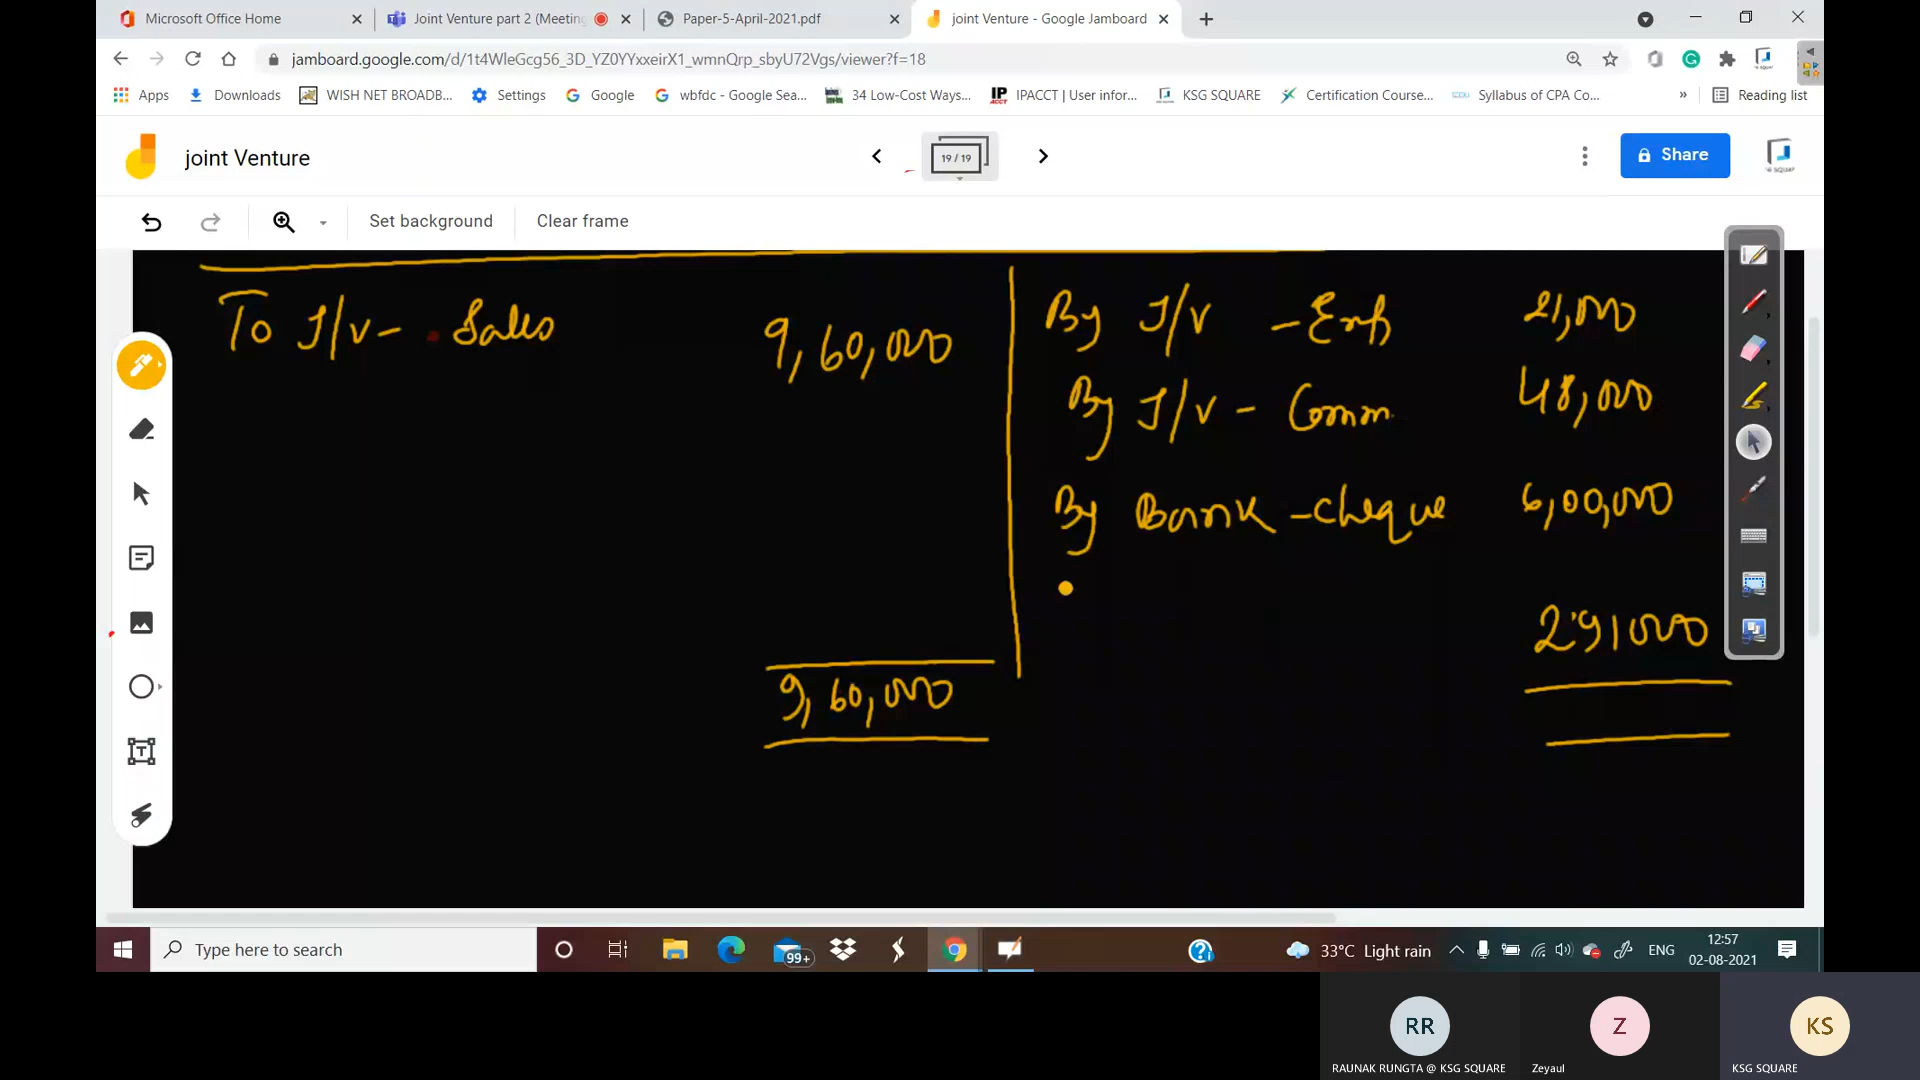 Microsoft Office Home
Joint Venture part 2 (Meetin
Paper-5-April-2021.pdf
joint Venture - Google Jamboard
jamboard.google.com/d/1t4WleGcg56_3D_YZ0YYxxeirX1_wmnQrp_sbyU72Vgs/viewer?f=18
Apps
Downloads
WISH NET BROADB...
Settings
Google
wbfdc - Google Sea...
34 Low-Cost Ways...
IPACCT | User infor...
KSG SQUARE
Certification Course...
Syllabus of CPA Co...
»
Reading list
joint Venture
19 / 19
Share
Set background
Clear frame
To J/V - Sales 9,60,000
By J/V - Exp 21,000
By J/V - Comm 48,000
By Bank - cheque 6,00,000
291000
9,60,000
Type here to search
99+
33°C Light rain
ENG
12:57
02-08-2021
RR
Z
KS
RAUNAK RUNGTA @ KSG SQUARE
Zeyaul
KSG SQUARE